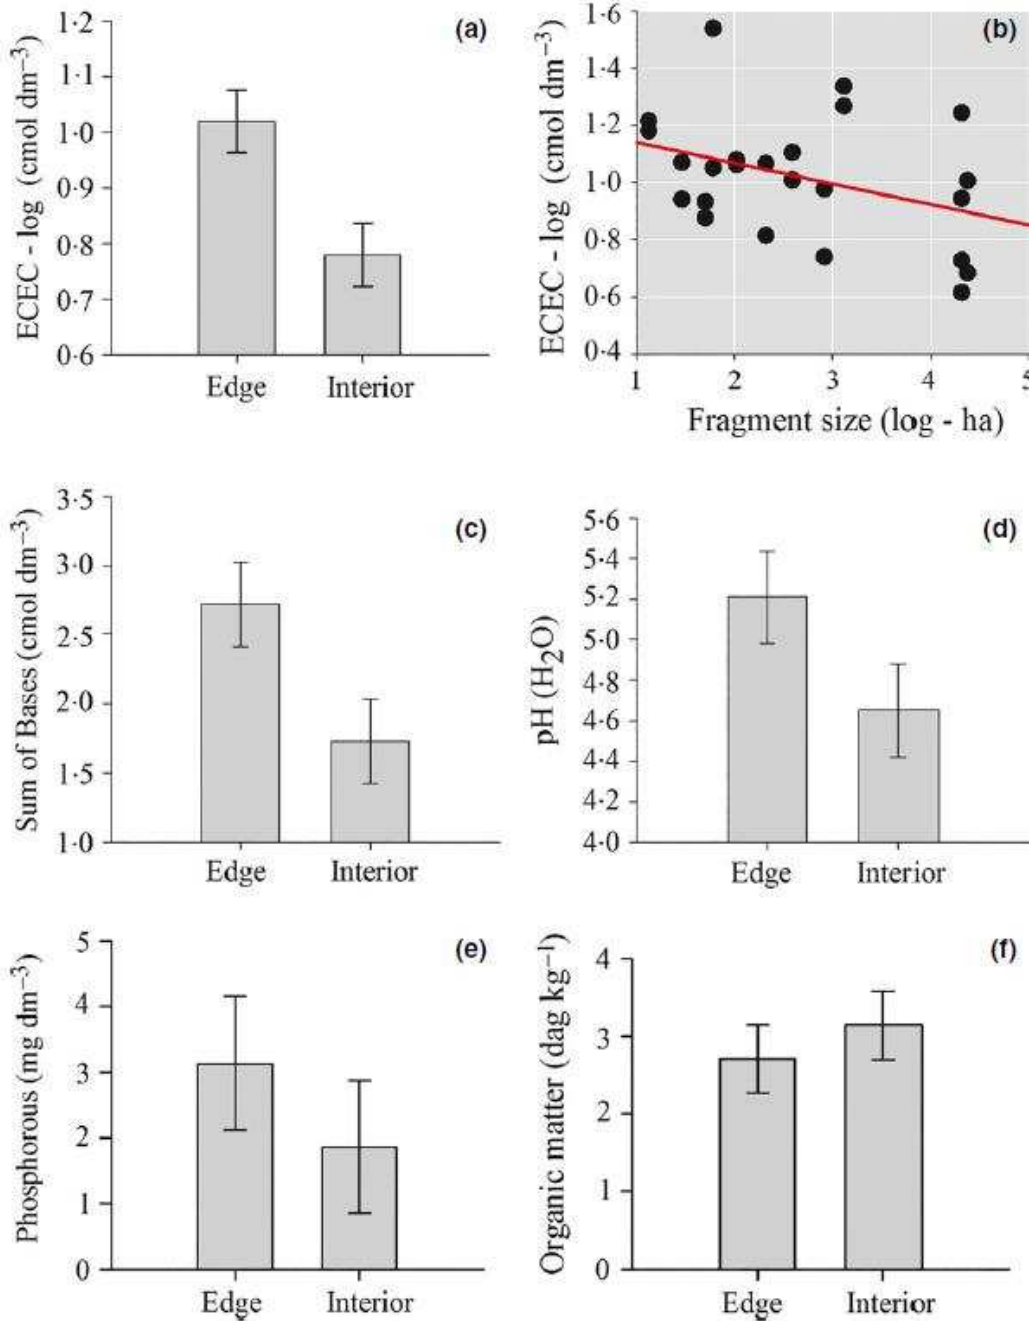 (a)
ECEC - log (cmol dm⁻³)
1·2
1·1
1·0
0·9
0·8
0·7
0·6
Edge Interior
(b)
ECEC - log (cmol dm⁻³)
1·6
1·4
1·2
1·0
0·8
0·6
0·4
1 2 3 4 5
Fragment size (log - ha)
(c)
Sum of Bases (cmol dm⁻³)
3·5
3·0
2·5
2·0
1·5
1·0
Edge Interior
(d)
pH (H₂O)
5·6
5·4
5·2
5·0
4·8
4·6
4·4
4·2
4·0
Edge Interior
(e)
Phosphorous (mg dm⁻³)
5
4
3
2
1
0
Edge Interior
(f)
Organic matter (dag kg⁻¹)
4
3
2
1
0
Edge Interior